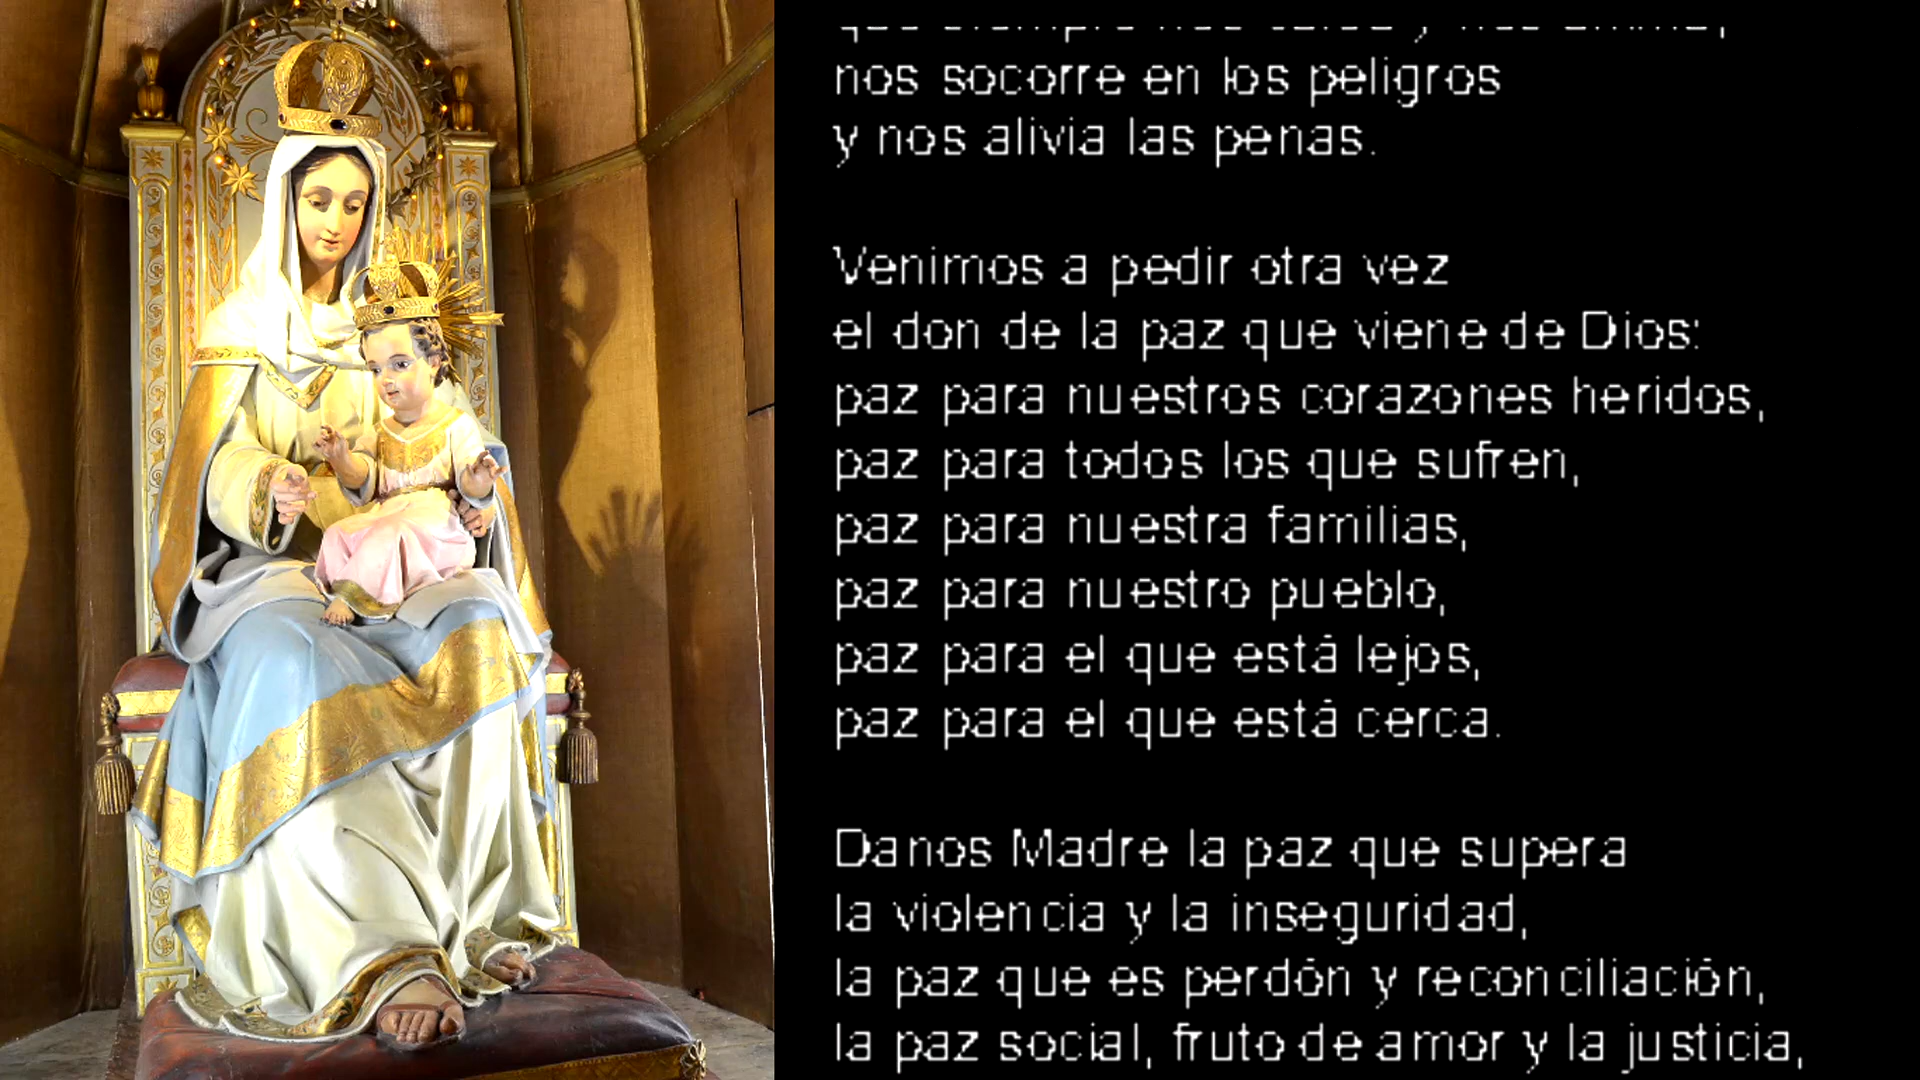 nos socorre en los peligros
y nos alivia las penas.
Venimos a pedir otra vez
el don de la paz que viene de Dios:
paz para nuestros corazones heridos,
paz para todos los que sufren,
paz para nuestra familias,
paz para nuestro pueblo,
paz para el que está lejos,
paz para el que está cerca.
Danos Madre la paz que supera
la violencia y la inseguridad,
la paz que es perdón y reconciliación,
la paz social, fruto de amor y la justicia,